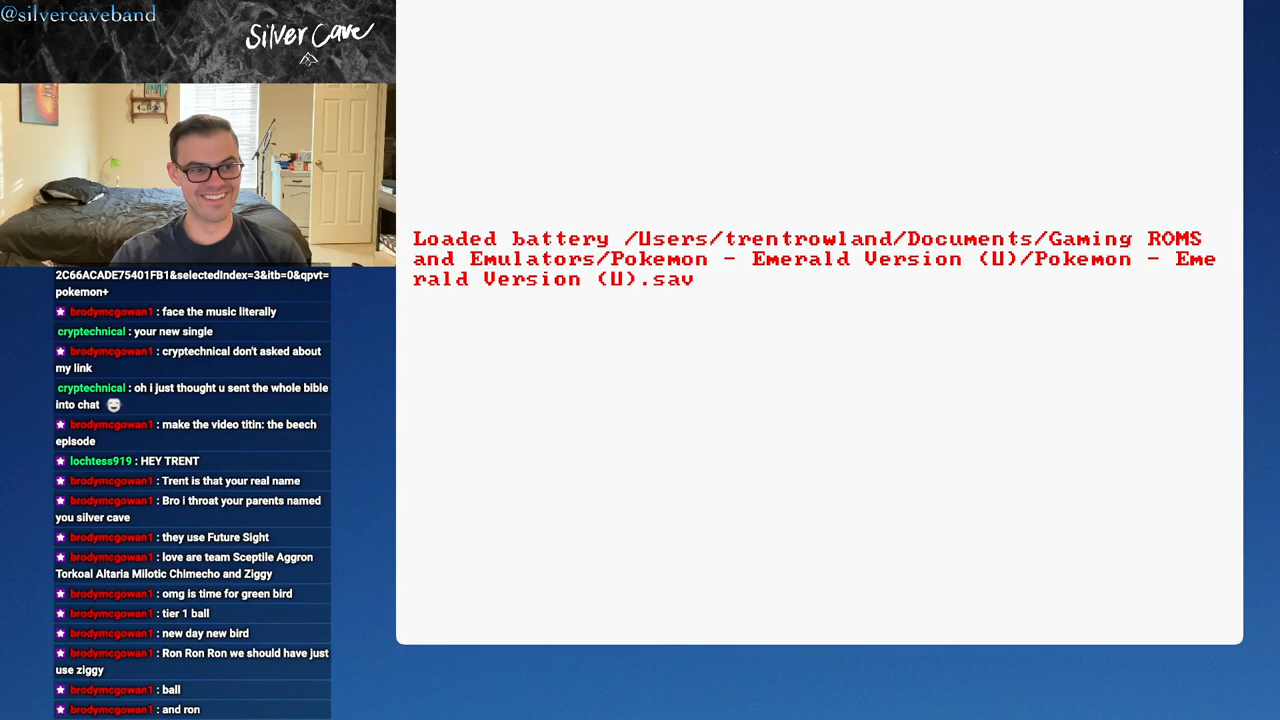 @silvercaveband
Silver Cave
2C66ACADE75401FB1&selectedIndex=3&itb=0&qpvt=
pokemon+
brodymcgowan1 : face the music literally
cryptechnical : your new single
brodymcgowan1 : cryptechnical don't asked about
my link
cryptechnical : oh i just thought u sent the whole bible
into chat
brodymcgowan1 : make the video titin: the beech
episode
lochtess919 : HEY TRENT
brodymcgowan1 : Trent is that your real name
brodymcgowan1 : Bro i throat your parents named
you silver cave
brodymcgowan1 : they use Future Sight
brodymcgowan1 : love are team Sceptile Aggron
Torkoal Altaria Milotic Chimecho and Ziggy
brodymcgowan1 : omg is time for green bird
brodymcgowan1 : tier 1 ball
brodymcgowan1 : new day new bird
brodymcgowan1 : Ron Ron Ron we should have just
use ziggy
brodymcgowan1 : ball
brodymcgowan1 : and ron
Loaded battery /Users/trentrowland/Documents/Gaming ROMS
and Emulators/Pokemon - Emerald Version (U)/Pokemon - Eme
rald Version (U).sav